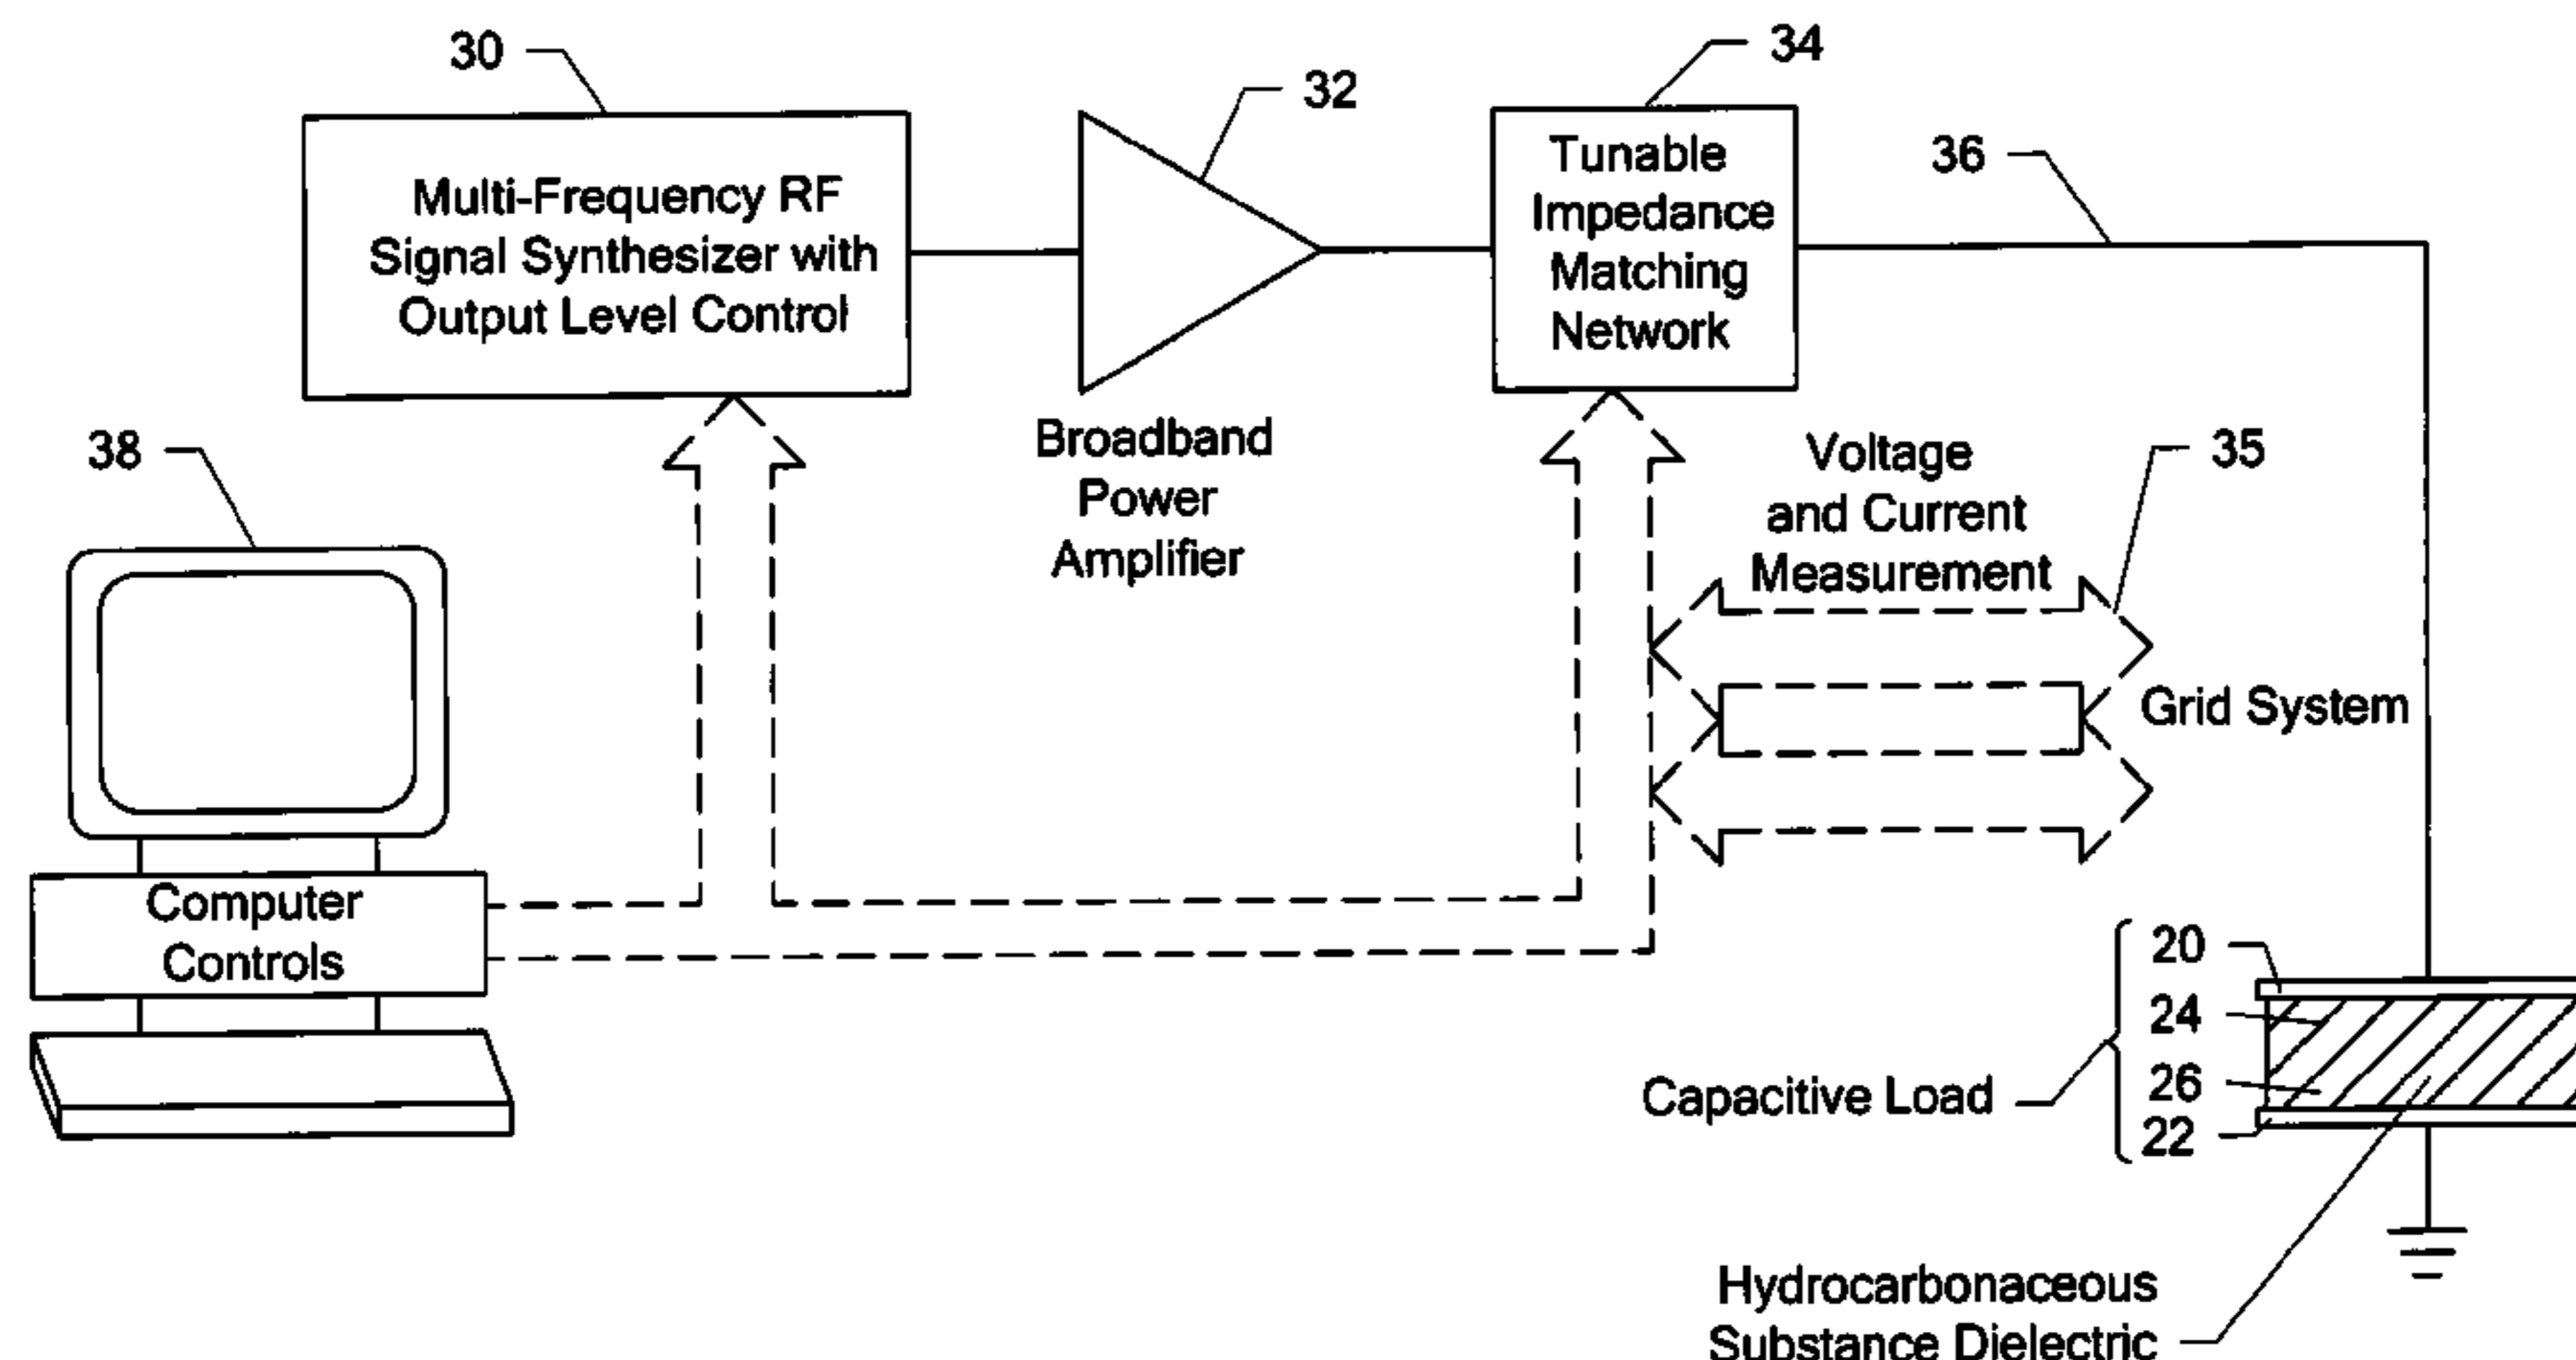 30
32
34
36
Multi-Frequency RF
Signal Synthesizer with
Output Level Control
Tunable
Impedance
Matching
Network
38
Broadband
Power
Amplifier
Voltage
and Current
Measurement
35
Grid System
Computer
Controls
Capacitive Load
20
24
26
22
Hydrocarbonaceous
Substance Dielectric